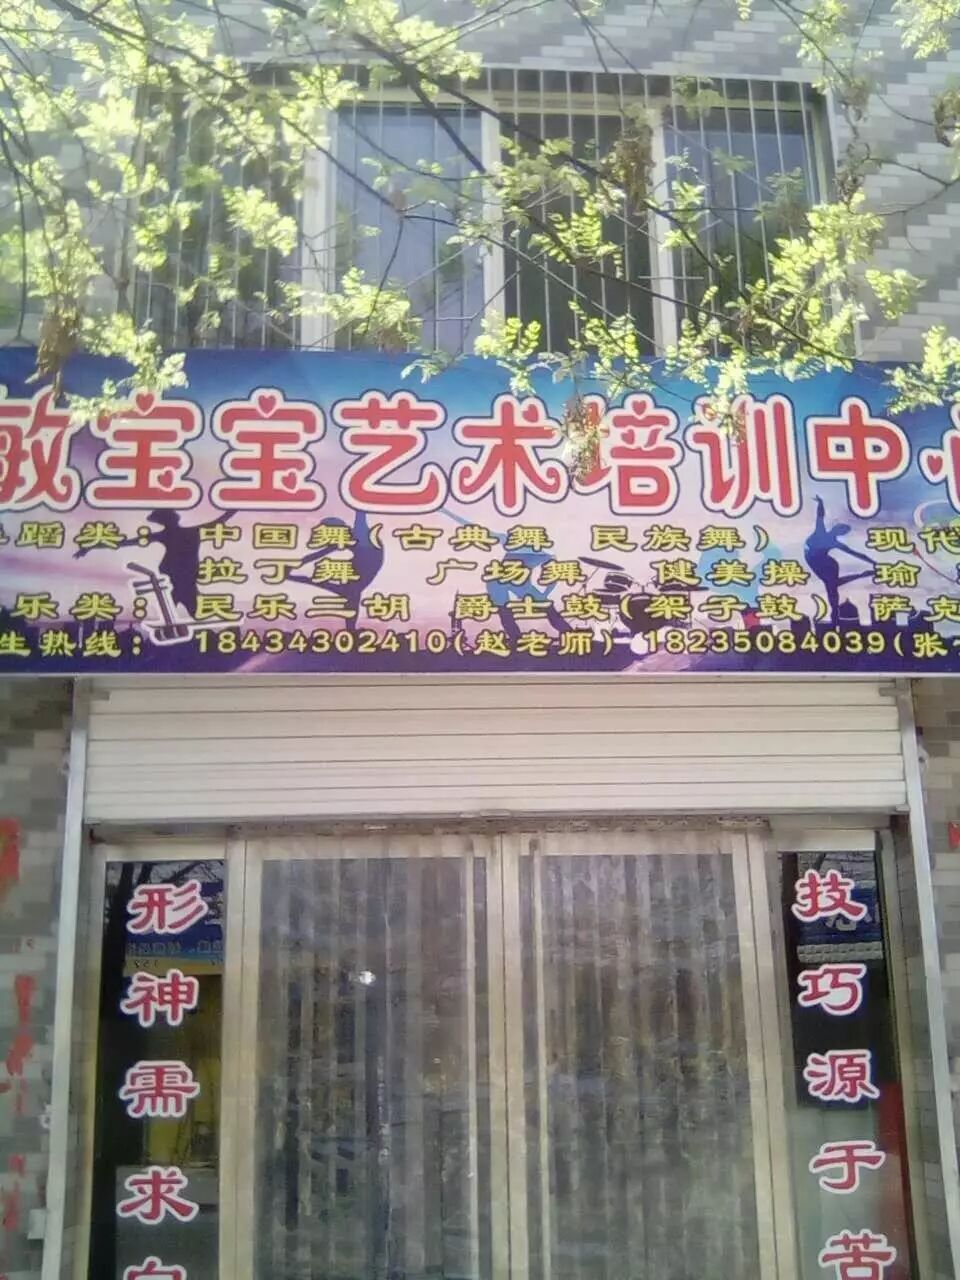 敏宝宝艺术培训中心
蹈类：中国舞（古典舞 民族舞） 现代
拉丁舞 广场舞 健美操 瑜
乐类：民乐二胡 爵士鼓（架子鼓）萨克
生热线：18434302410（赵老师）18235084039（张
形神需求
技巧源于苦